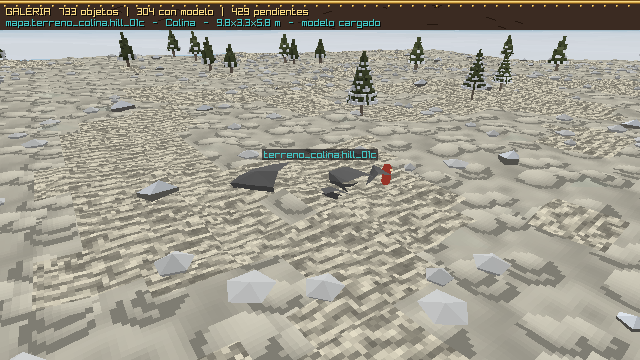 GALERIA 733 objetos | 304 con modelo | 429 pendientes
mapa.terreno_colina.hill_01c - Colina - 9.8x3.3x5.8 m - modelo cargado
terreno_colina.hill_01c